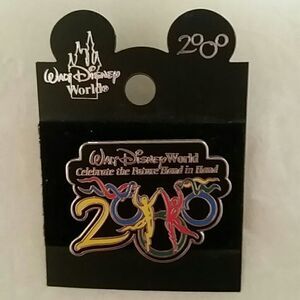 2000
WALT DISNEY
World®
WALT DISNEY World
Celebrate the Future Hand in Hand
2000